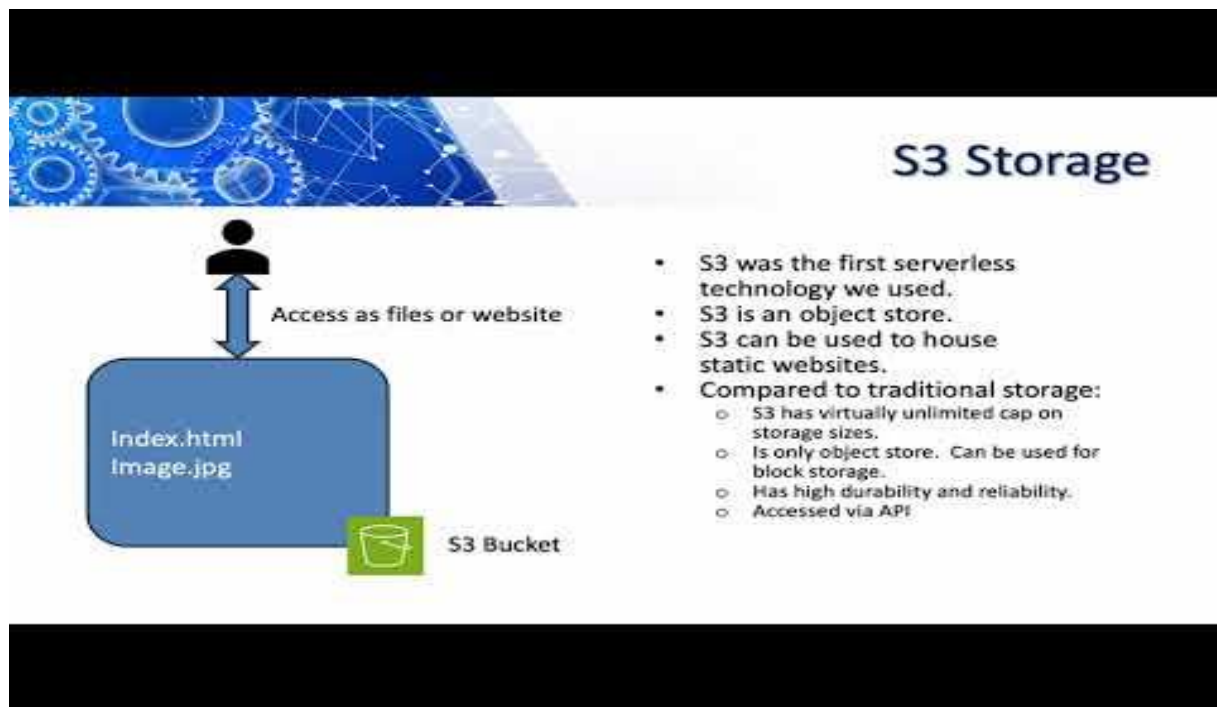 S3 Storage
Access as files or website
Index.html
Image.jpg
S3 Bucket
• S3 was the first serverless
technology we used.
• S3 is an object store.
• S3 can be used to house
static websites.
• Compared to traditional storage:
o S3 has virtually unlimited cap on
storage sizes.
o Is only object store. Can be used for
block storage.
o Has high durability and reliability.
o Accessed via API